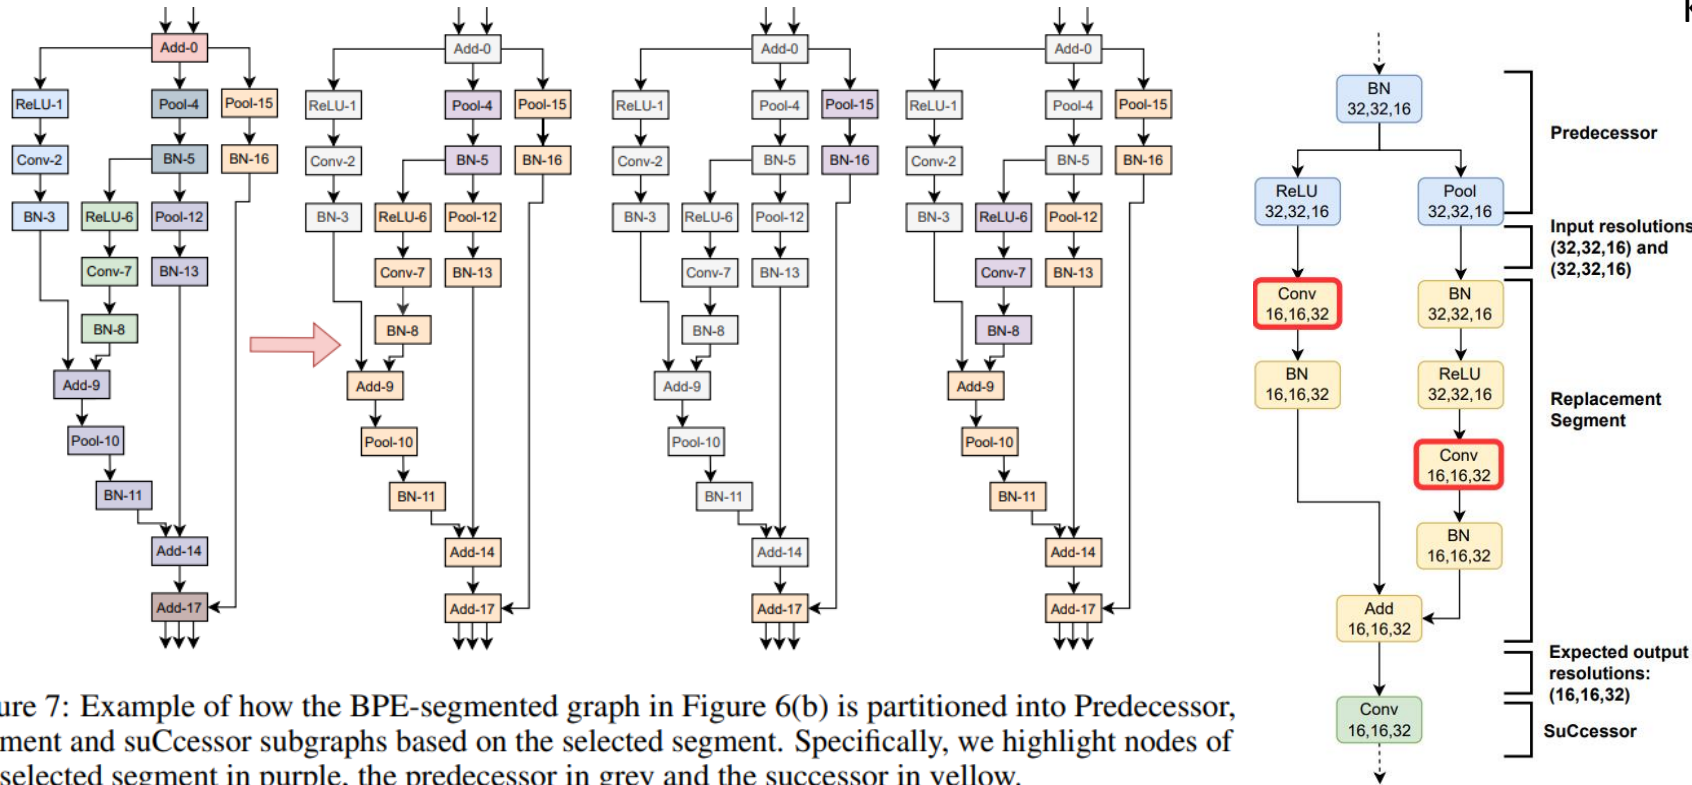 Add-0
ReLU-1
Pool-4
Pool-15
Conv-2
BN-5
BN-16
BN-3
ReLU-6
Pool-12
Conv-7
BN-13
BN-8
Add-9
Pool-10
BN-11
Add-14
Add-17
Add-0
ReLU-1
Pool-4
Pool-15
Conv-2
BN-5
BN-16
BN-3
ReLU-6
Pool-12
Conv-7
BN-13
BN-8
Add-9
Pool-10
BN-11
Add-14
Add-17
Add-0
ReLU-1
Pool-4
Pool-15
Conv-2
BN-5
BN-16
BN-3
ReLU-6
Pool-12
Conv-7
BN-13
BN-8
Add-9
Pool-10
BN-11
Add-14
Add-17
Add-0
ReLU-1
Pool-4
Pool-15
Conv-2
BN-5
BN-16
BN-3
ReLU-6
Pool-12
Conv-7
BN-13
BN-8
Add-9
Pool-10
BN-11
Add-14
Add-17
ure 7: Example of how the BPE-segmented graph in Figure 6(b) is partitioned into Predecessor,
ment and suCcessor subgraphs based on the selected segment. Specifically, we highlight nodes of
selected segment in purple, the predecessor in grey and the successor in yellow.
BN
32,32,16
ReLU
32,32,16
Pool
32,32,16
Conv
16,16,32
BN
32,32,16
BN
16,16,32
ReLU
32,32,16
Conv
16,16,32
BN
16,16,32
Add
16,16,32
Conv
16,16,32
Predecessor
Input resolutions
(32,32,16) and
(32,32,16)
Replacement
Segment
Expected output
resolutions:
(16,16,32)
SuCcessor